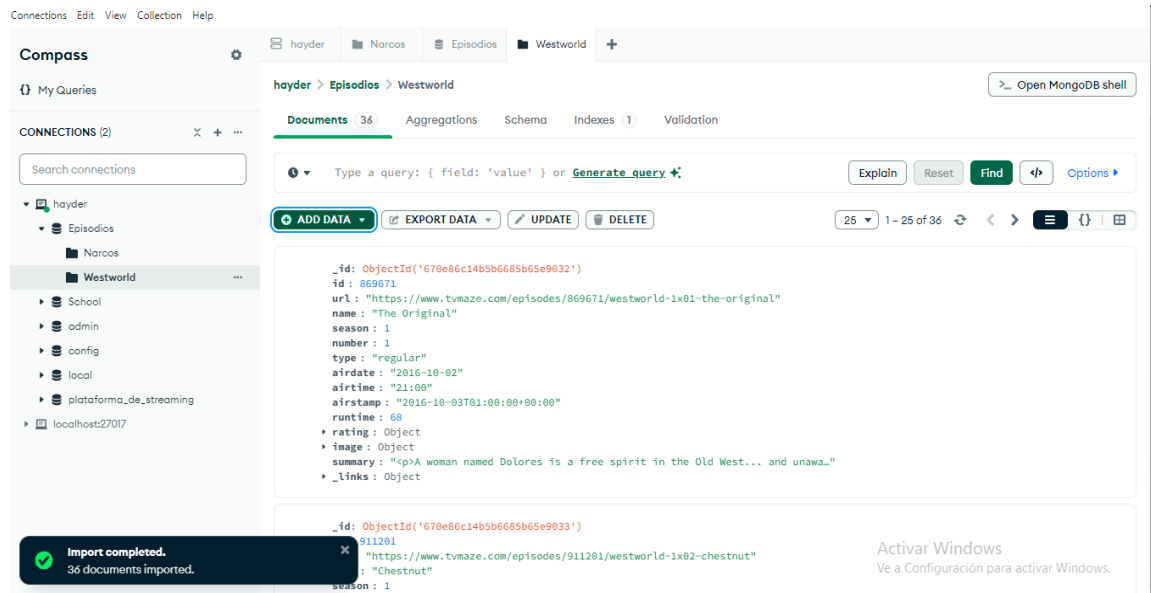 Connections Edit View Collection Help
Compass
{} My Queries
CONNECTIONS (2)
Search connections
hayder
Episodios
Narcos
Westworld
School
admin
config
local
plataforma_de_streaming
localhost:27017
hayder Narcos Episodios Westworld
hayder > Episodios > Westworld
>_ Open MongoDB shell
Documents 36 Aggregations Schema Indexes 1 Validation
Type a query: { field: 'value' } or Generate query
Explain Reset Find </> Options
ADD DATA EXPORT DATA UPDATE DELETE
25 1 – 25 of 36 {}
_id: ObjectId('670e86c14b5b6685b65e9032')
id : 869671
url : "https://www.tvmaze.com/episodes/869671/westworld-1x01-the-original"
name : "The Original"
season : 1
number : 1
type : "regular"
airdate : "2016-10-02"
airtime : "21:00"
airstamp : "2016-10-03T01:00:00+00:00"
runtime : 68
rating : Object
image : Object
summary : "<p>A woman named Dolores is a free spirit in the Old West... and unawa…"
_links : Object
_id: ObjectId('670e86c14b5b6685b65e9033')
911201
"https://www.tvmaze.com/episodes/911201/westworld-1x02-chestnut"
: "Chestnut"
season : 1
Import completed.
36 documents imported.
Activar Windows
Ve a Configuración para activar Windows.